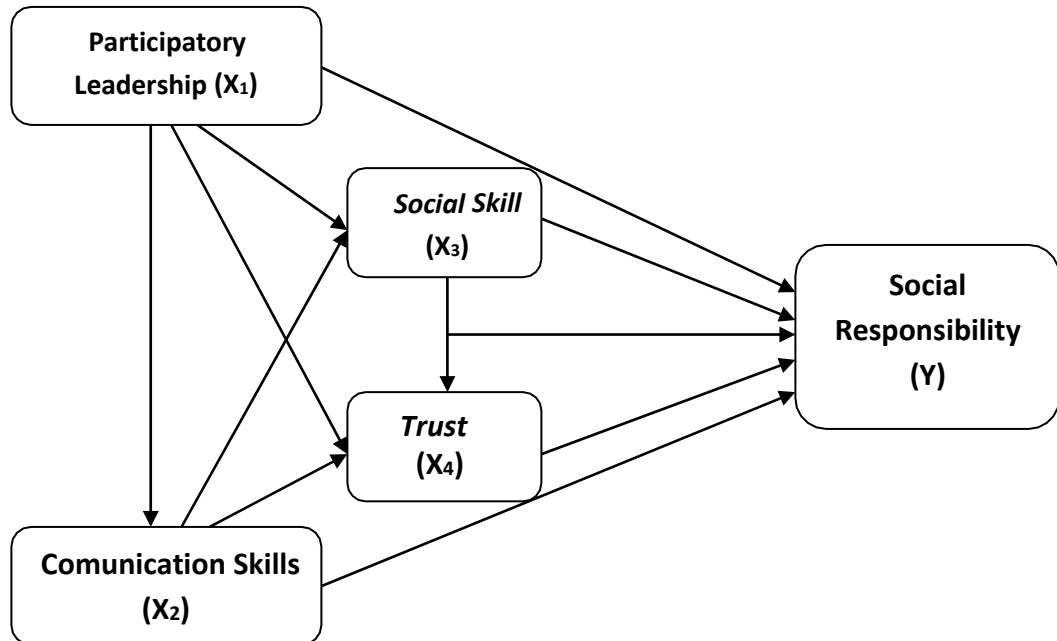 Participatory
Leadership (X₁)
Social Skill
(X₃)
Social
Responsibility
(Y)
Trust
(X₄)
Comunication Skills
(X₂)